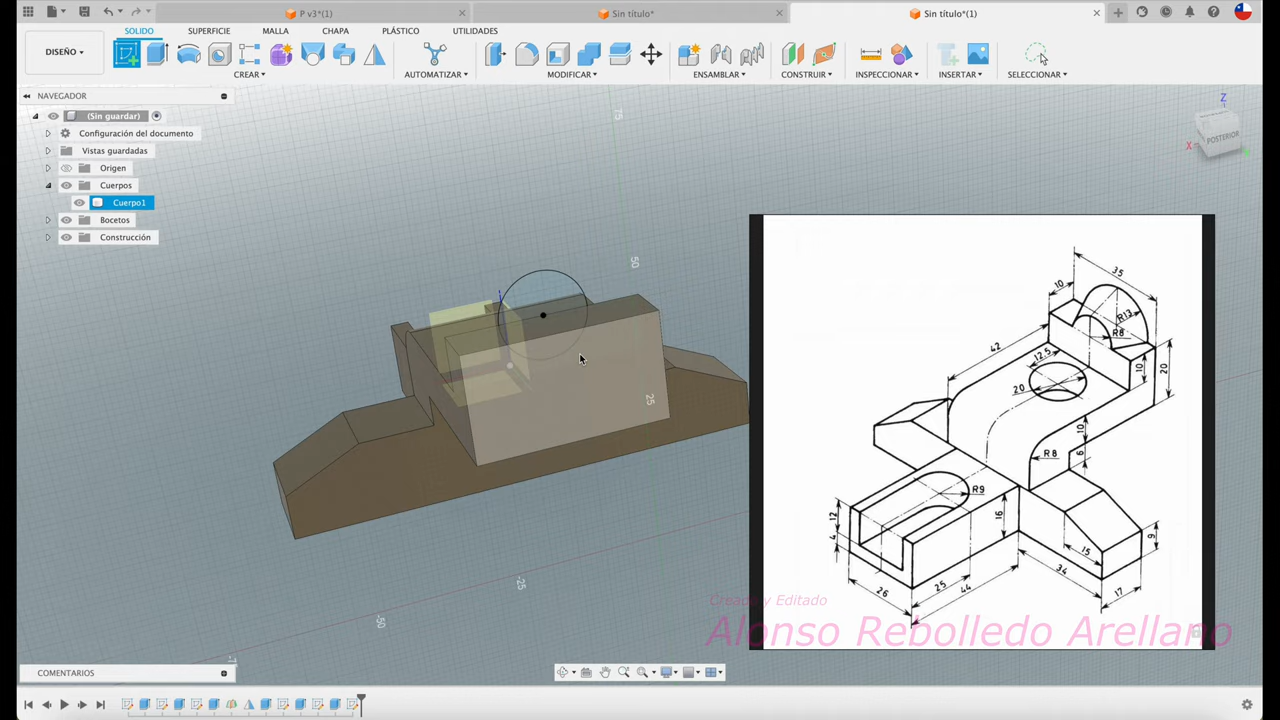 P v3*(1)
Sin título*
Sin título*(1)
DISEÑO
SÓLIDO
SUPERFICIE
MALLA
CHAPA
PLÁSTICO
UTILIDADES
CREAR
AUTOMATIZAR
MODIFICAR
ENSAMBLAR
CONSTRUIR
INSPECCIONAR
INSERTAR
SELECCIONAR
NAVEGADOR
(Sin guardar)
Configuración del documento
Vistas guardadas
Origen
Cuerpos
Cuerpo1
Bocetos
Construcción
Z
X
POSTERIOR
75
50
25
-25
-50
35
10
R13
R8
42
12,5
20
10
20
10
6
R8
R9
12
4
16
15
9
34
17
26
25
44
Creado y Editado
Alonso Rebolledo Arellano
COMENTARIOS